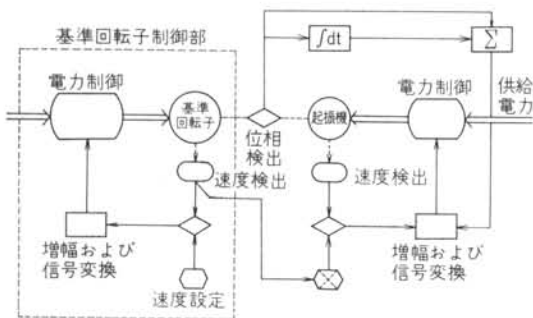 基準回転子制御部
∫dt
Σ
電力制御
基準
回転子
位相
検出
起振機
電力制御
供給
電力
速度検出
速度検出
増幅および
信号変換
速度設定
増幅および
信号変換